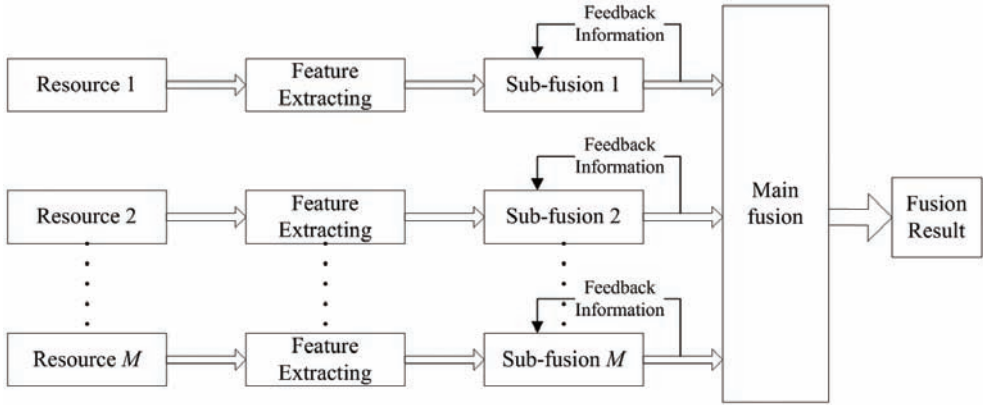 Feedback
Information
Resource 1
Feature
Extracting
Sub-fusion 1
Feedback
Information
Resource 2
Feature
Extracting
Sub-fusion 2
Main
fusion
Fusion
Result
Feedback
Information
Resource M
Feature
Extracting
Sub-fusion M